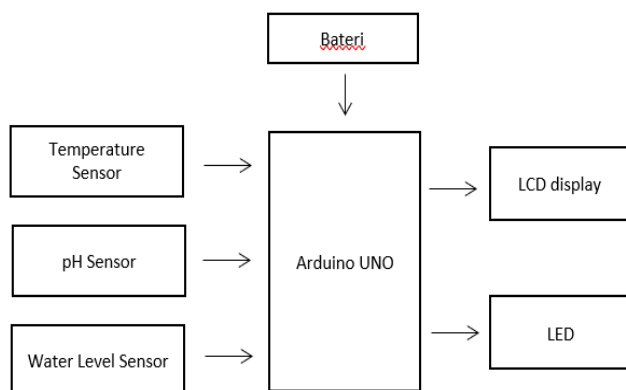 Bateri
Temperature
Sensor
pH Sensor
Water Level Sensor
Arduino UNO
LCD display
LED